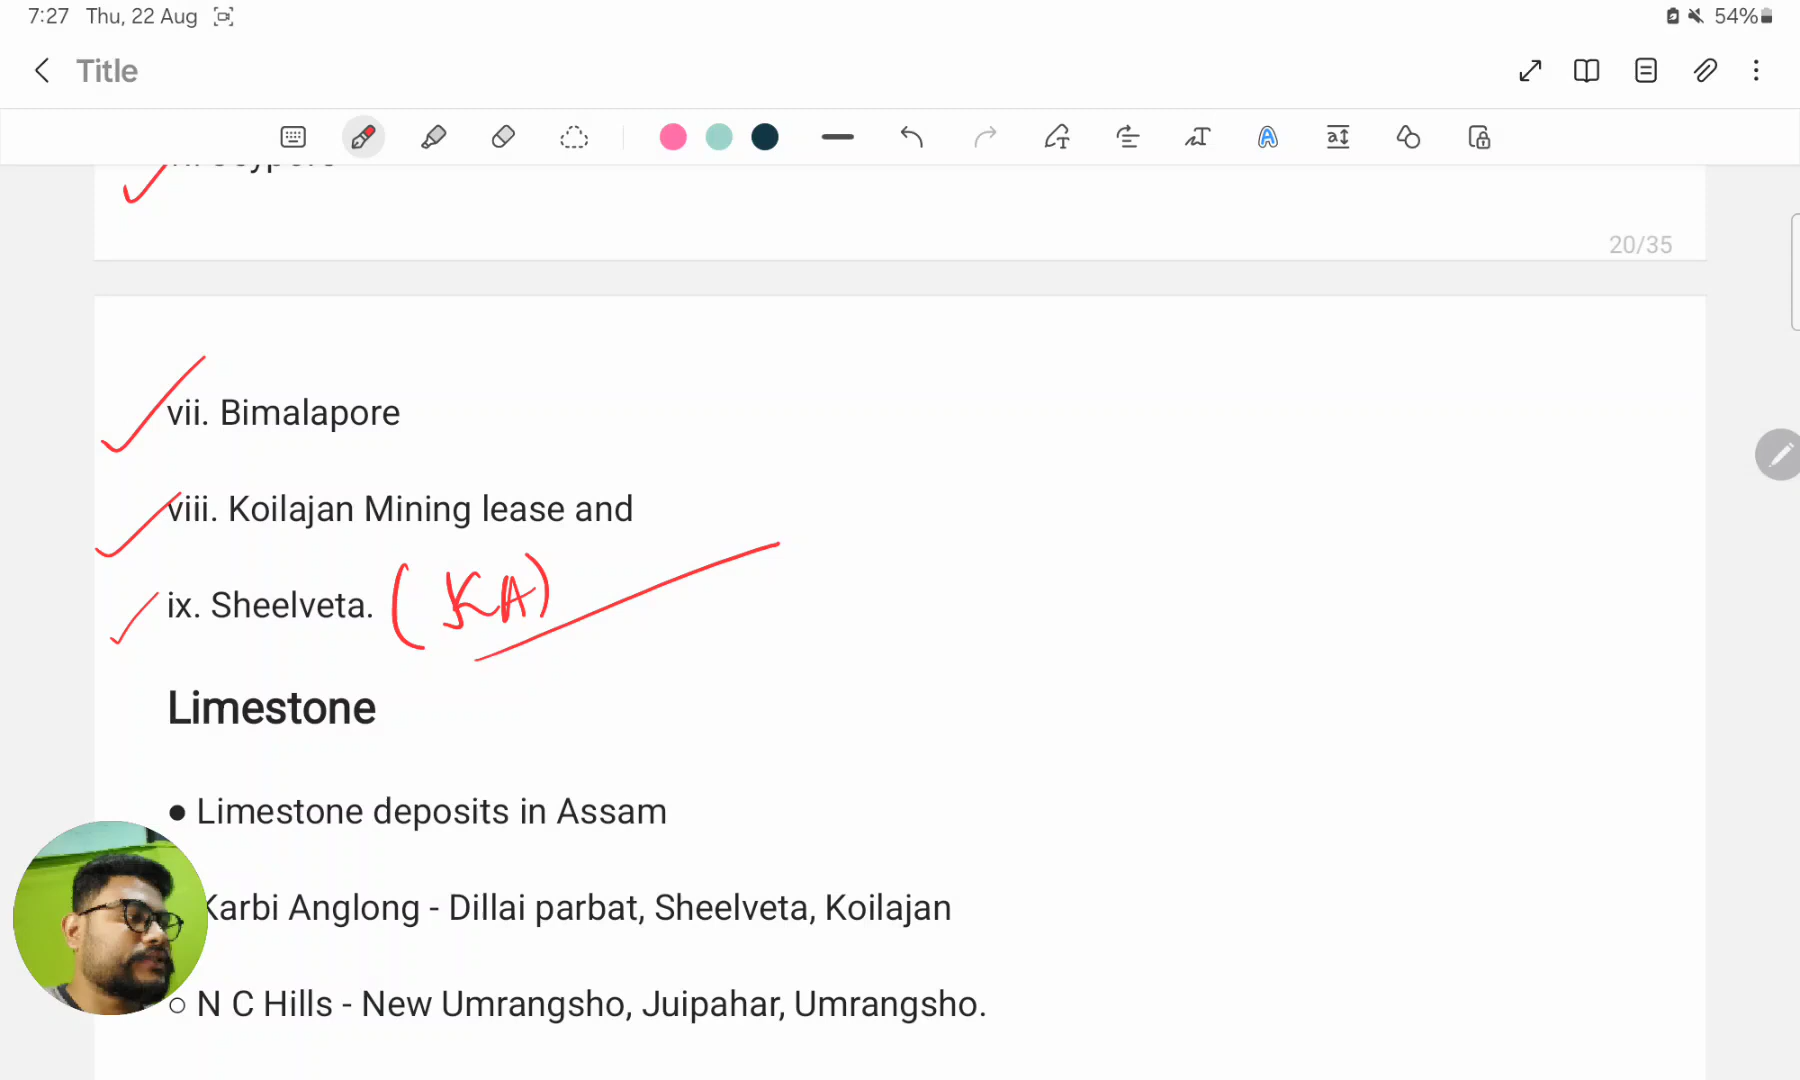 7:27 Thu, 22 Aug 54%
Title
20/35
vii. Bimalapore
viii. Koilajan Mining lease and
ix. Sheelveta. (KA)
Limestone
● Limestone deposits in Assam
Karbi Anglong - Dillai parbat, Sheelveta, Koilajan
○ N C Hills - New Umrangsho, Juipahar, Umrangsho.